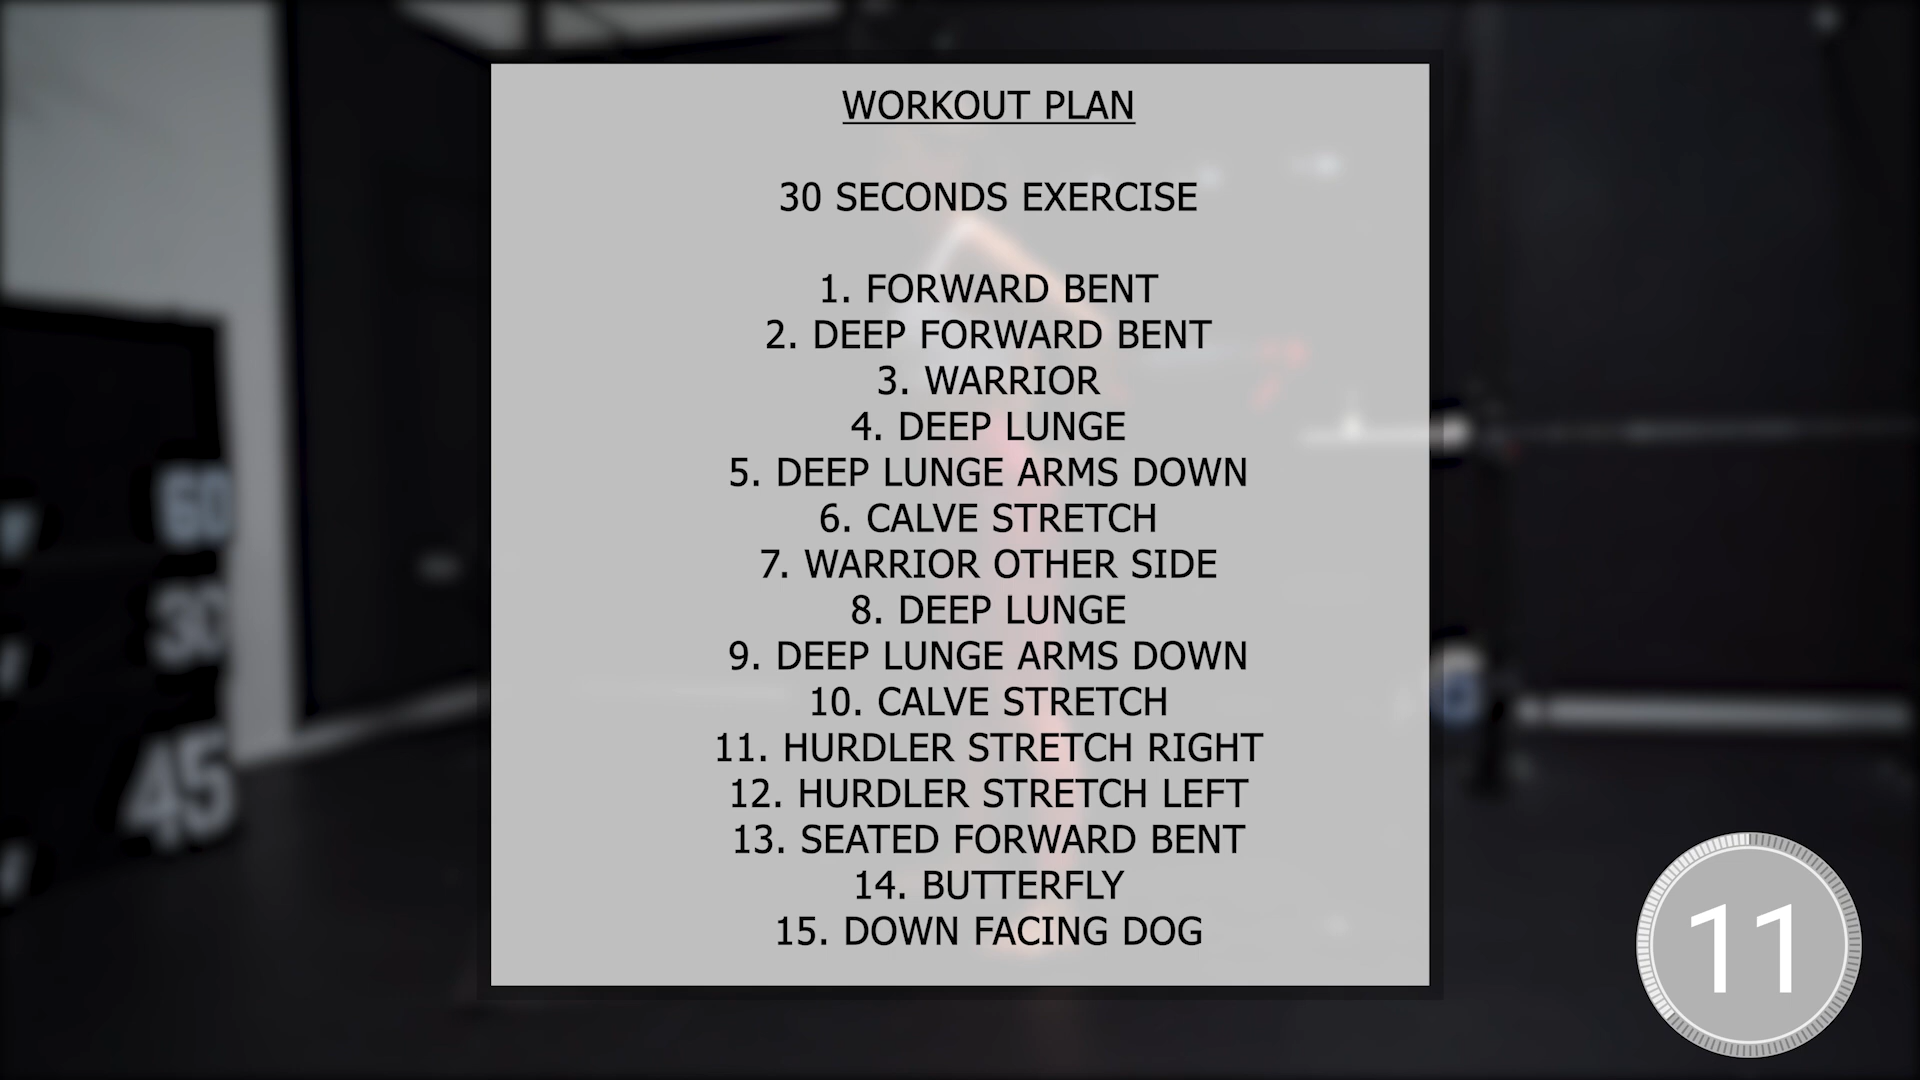 WORKOUT PLAN
30 SECONDS EXERCISE
1. FORWARD BENT
2. DEEP FORWARD BENT
3. WARRIOR
4. DEEP LUNGE
5. DEEP LUNGE ARMS DOWN
6. CALVE STRETCH
7. WARRIOR OTHER SIDE
8. DEEP LUNGE
9. DEEP LUNGE ARMS DOWN
10. CALVE STRETCH
11. HURDLER STRETCH RIGHT
12. HURDLER STRETCH LEFT
13. SEATED FORWARD BENT
14. BUTTERFLY
15. DOWN FACING DOG
60
30
45
11